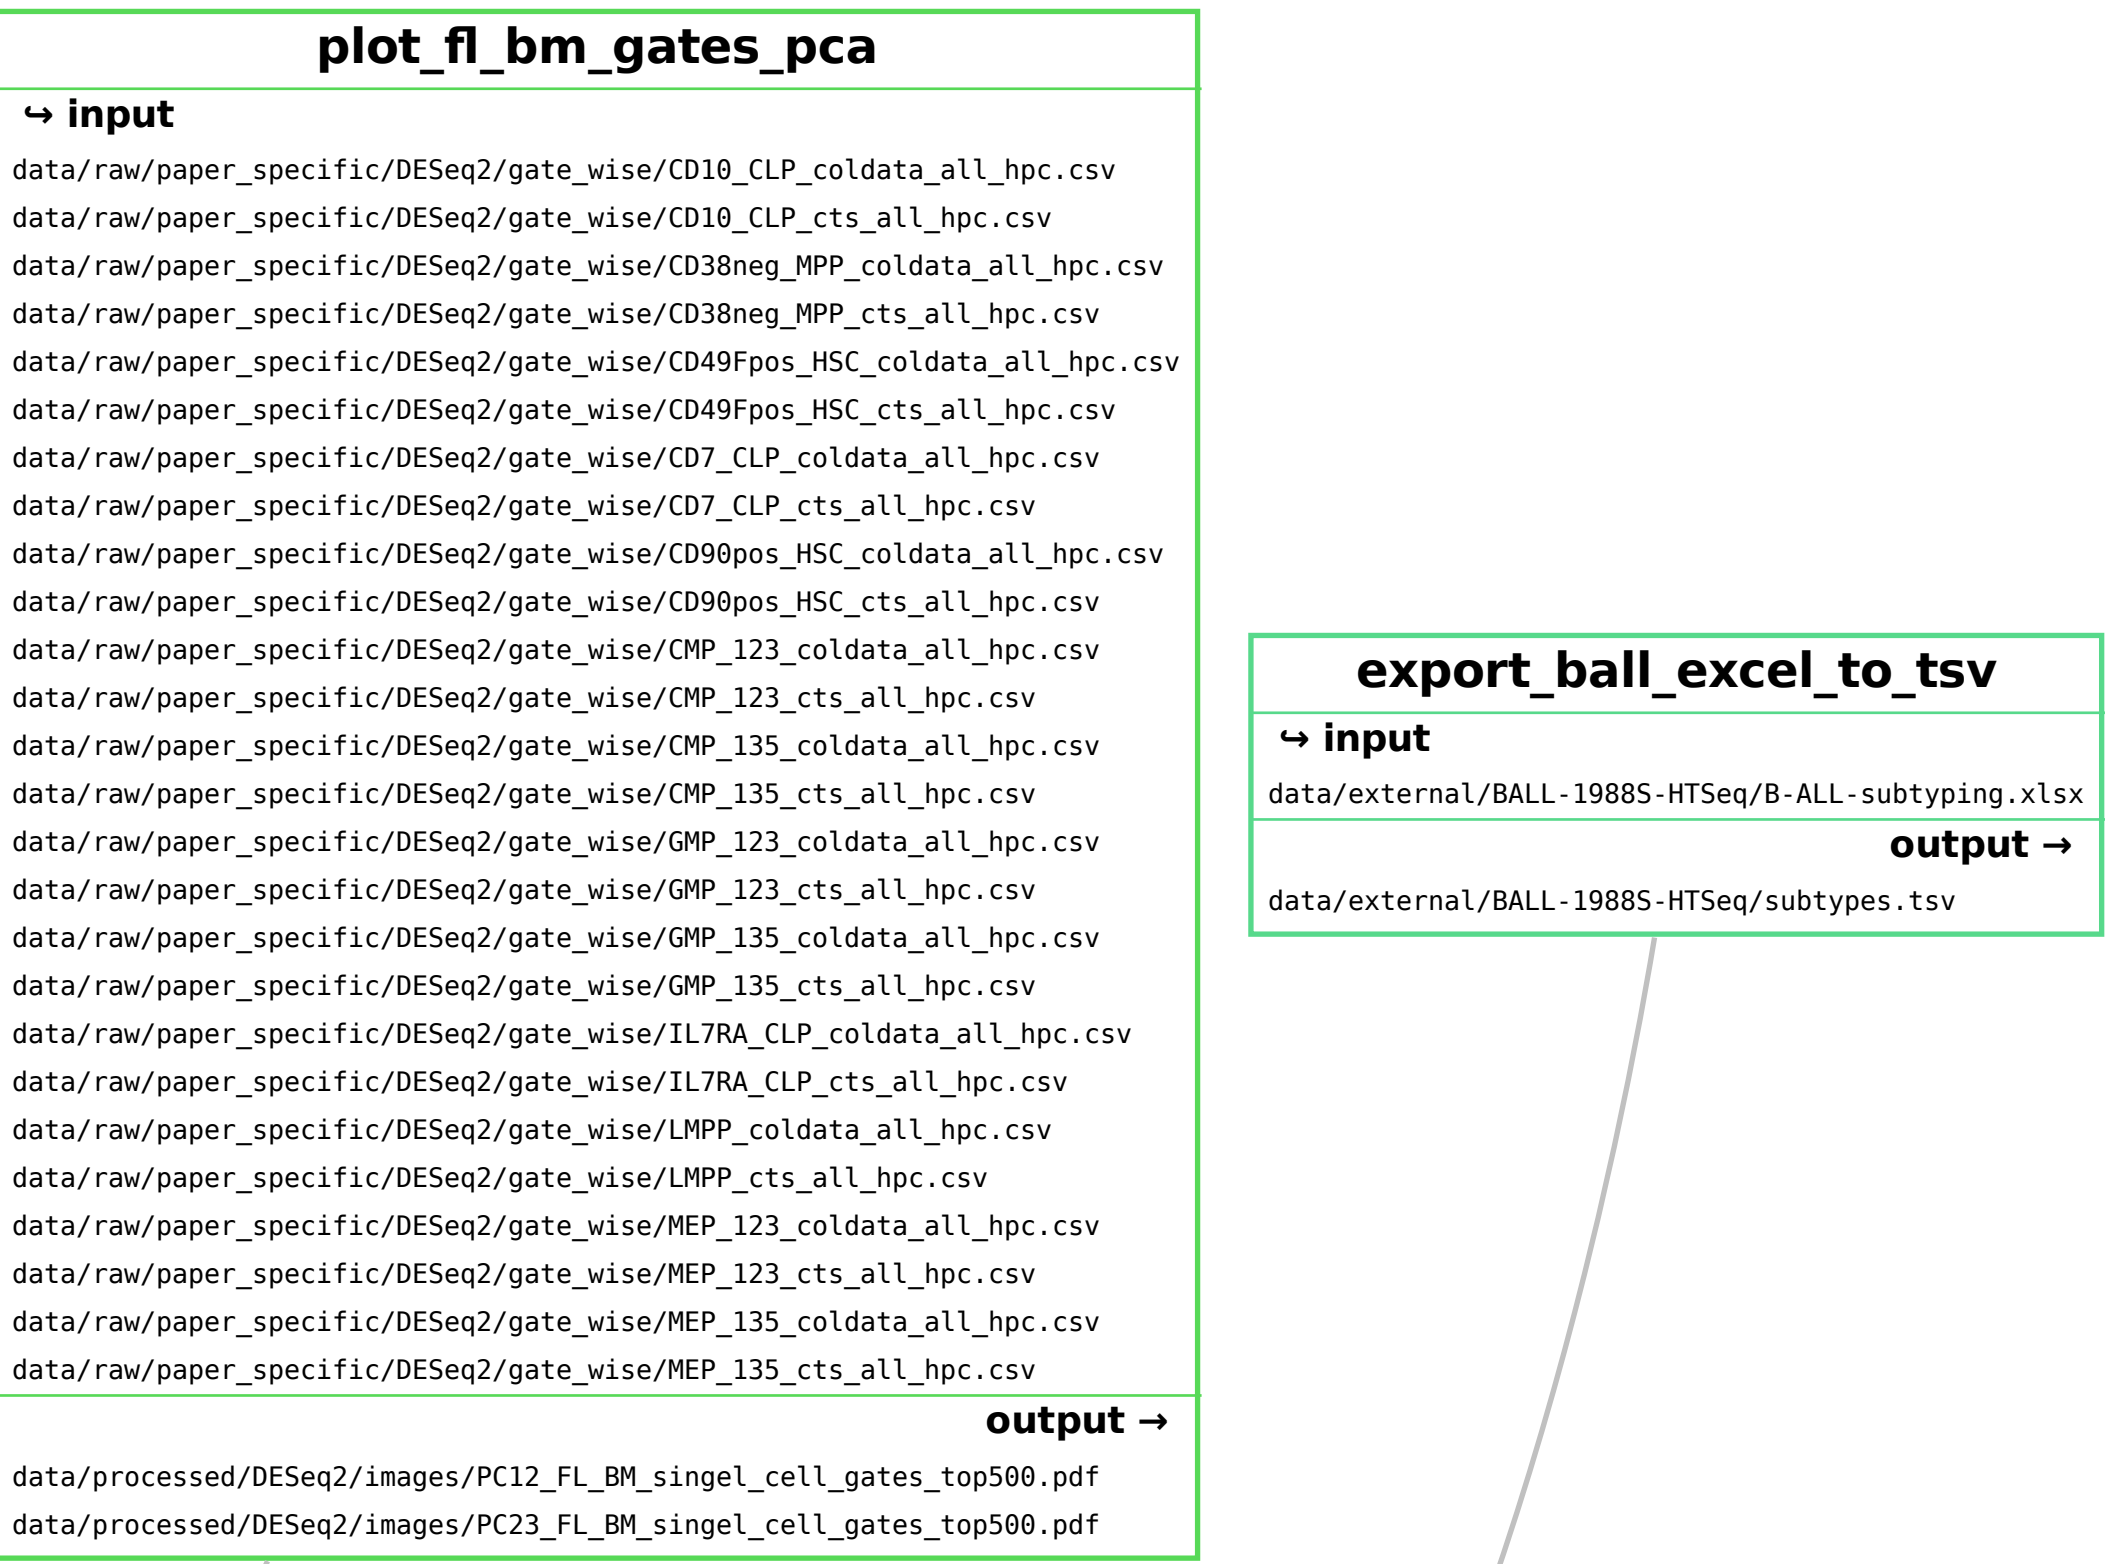 plot_fl_bm_gates_pca
↪ input
data/raw/paper_specific/DESeq2/gate_wise/CD10_CLP_coldata_all_hpc.csv
data/raw/paper_specific/DESeq2/gate_wise/CD10_CLP_cts_all_hpc.csv
data/raw/paper_specific/DESeq2/gate_wise/CD38neg_MPP_coldata_all_hpc.csv
data/raw/paper_specific/DESeq2/gate_wise/CD38neg_MPP_cts_all_hpc.csv
data/raw/paper_specific/DESeq2/gate_wise/CD49Fpos_HSC_coldata_all_hpc.csv
data/raw/paper_specific/DESeq2/gate_wise/CD49Fpos_HSC_cts_all_hpc.csv
data/raw/paper_specific/DESeq2/gate_wise/CD7_CLP_coldata_all_hpc.csv
data/raw/paper_specific/DESeq2/gate_wise/CD7_CLP_cts_all_hpc.csv
data/raw/paper_specific/DESeq2/gate_wise/CD90pos_HSC_coldata_all_hpc.csv
data/raw/paper_specific/DESeq2/gate_wise/CD90pos_HSC_cts_all_hpc.csv
data/raw/paper_specific/DESeq2/gate_wise/CMP_123_coldata_all_hpc.csv
data/raw/paper_specific/DESeq2/gate_wise/CMP_123_cts_all_hpc.csv
data/raw/paper_specific/DESeq2/gate_wise/CMP_135_coldata_all_hpc.csv
data/raw/paper_specific/DESeq2/gate_wise/CMP_135_cts_all_hpc.csv
data/raw/paper_specific/DESeq2/gate_wise/GMP_123_coldata_all_hpc.csv
data/raw/paper_specific/DESeq2/gate_wise/GMP_123_cts_all_hpc.csv
data/raw/paper_specific/DESeq2/gate_wise/GMP_135_coldata_all_hpc.csv
data/raw/paper_specific/DESeq2/gate_wise/GMP_135_cts_all_hpc.csv
data/raw/paper_specific/DESeq2/gate_wise/IL7RA_CLP_coldata_all_hpc.csv
data/raw/paper_specific/DESeq2/gate_wise/IL7RA_CLP_cts_all_hpc.csv
data/raw/paper_specific/DESeq2/gate_wise/LMPP_coldata_all_hpc.csv
data/raw/paper_specific/DESeq2/gate_wise/LMPP_cts_all_hpc.csv
data/raw/paper_specific/DESeq2/gate_wise/MEP_123_coldata_all_hpc.csv
data/raw/paper_specific/DESeq2/gate_wise/MEP_123_cts_all_hpc.csv
data/raw/paper_specific/DESeq2/gate_wise/MEP_135_coldata_all_hpc.csv
data/raw/paper_specific/DESeq2/gate_wise/MEP_135_cts_all_hpc.csv
output →
data/processed/DESeq2/images/PC12_FL_BM_singel_cell_gates_top500.pdf
data/processed/DESeq2/images/PC23_FL_BM_singel_cell_gates_top500.pdf
export_ball_excel_to_tsv
↪ input
data/external/BALL-1988S-HTSeq/B-ALL-subtyping.xlsx
output →
data/external/BALL-1988S-HTSeq/subtypes.tsv